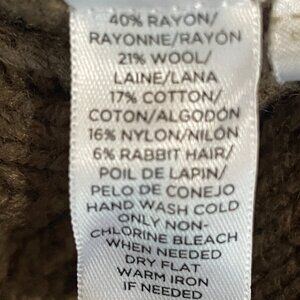 40% RAYON/
RAYONNE/RAYÓN
21% WOOL/
LAINE/LANA
17% COTTON/
COTON/ALGODÓN
16% NYLON/NILÓN
6% RABBIT HAIR/
POIL DE LAPIN/
PELO DE CONEJO
HAND WASH COLD
ONLY NON-
CHLORINE BLEACH
WHEN NEEDED
DRY FLAT
WARM IRON
IF NEEDED